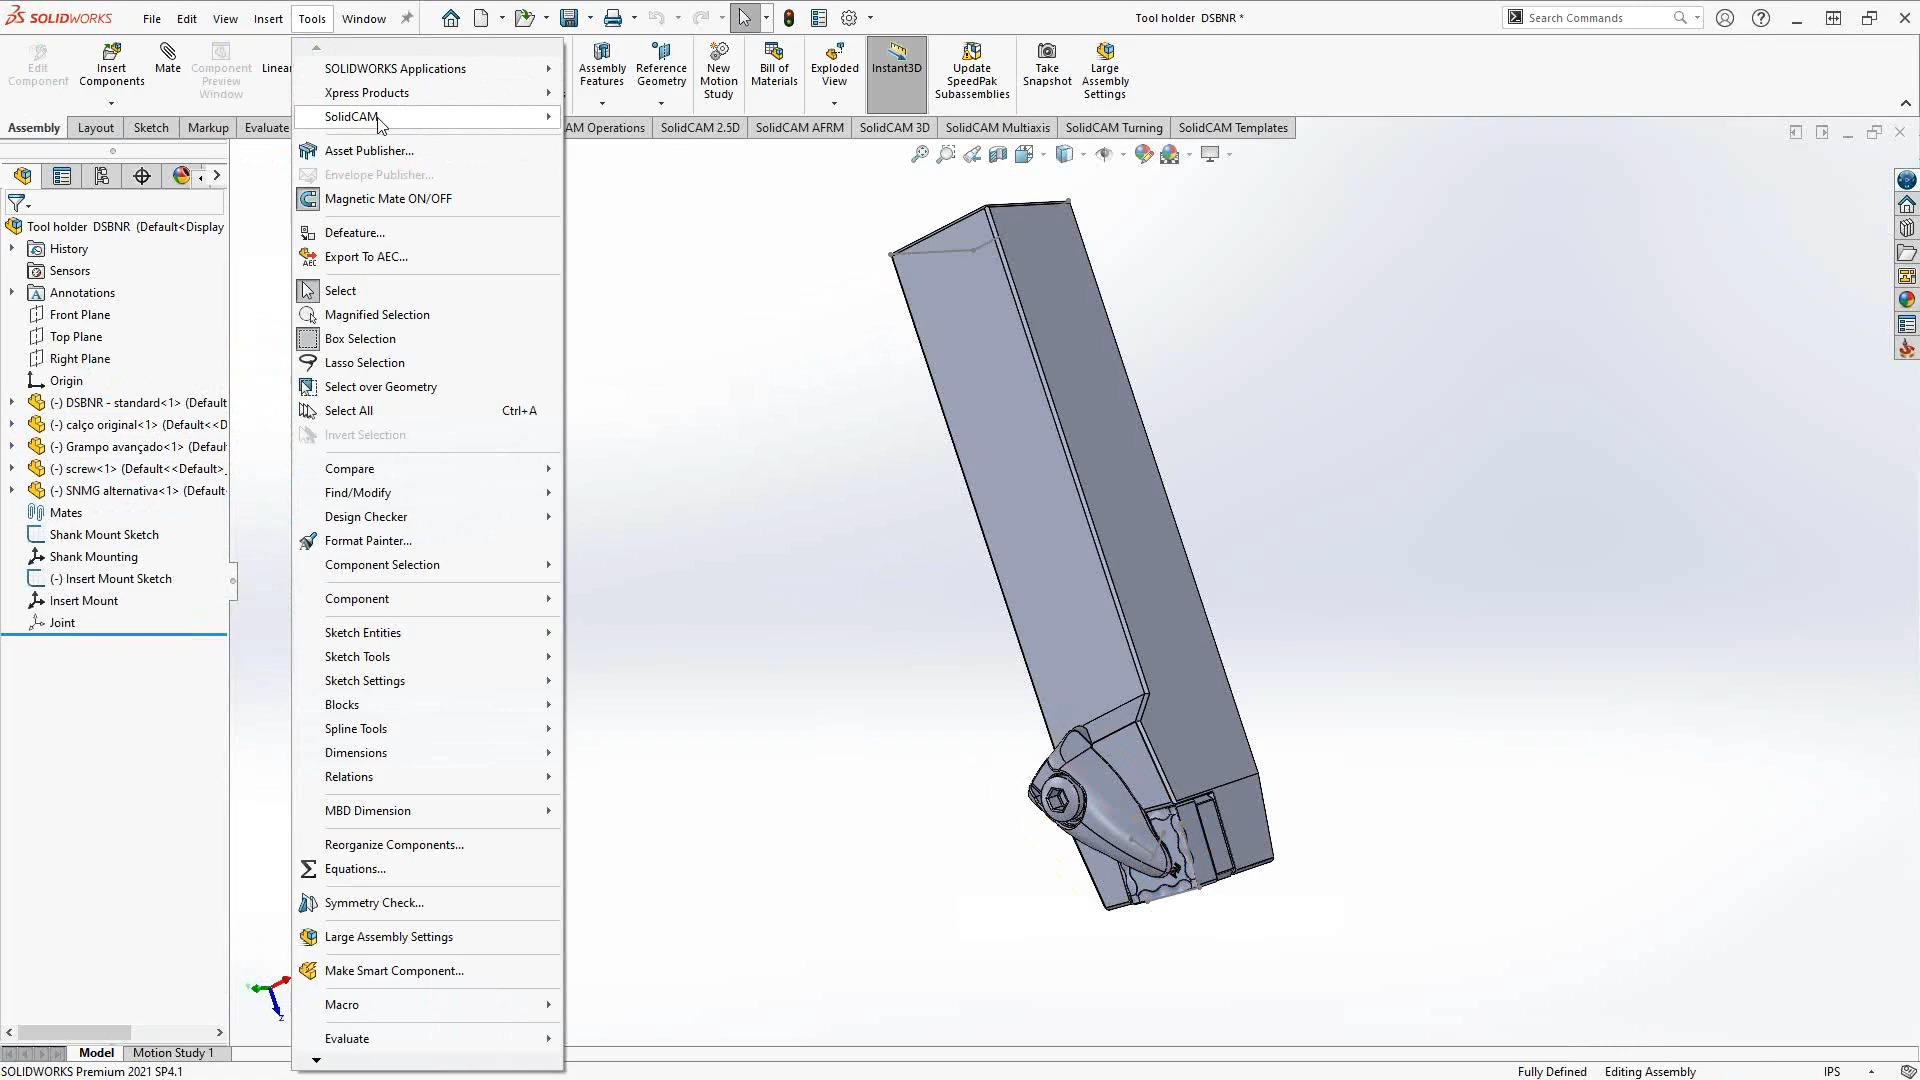 SOLIDWORKS File Edit View Insert Tools Window Tool holder DSBNR * Search Commands
Edit Component
Insert Components
Mate
Component Preview Window
Linear
Assembly Features
Reference Geometry
New Motion Study
Bill of Materials
Exploded View
Instant3D
Update SpeedPak Subassemblies
Take Snapshot
Large Assembly Settings
Assembly Layout Sketch Markup Evaluate AM Operations SolidCAM 2.5D SolidCAM AFRM SolidCAM 3D SolidCAM Multiaxis SolidCAM Turning SolidCAM Templates
Tool holder DSBNR (Default<Display
History
Sensors
Annotations
Front Plane
Top Plane
Right Plane
Origin
(-) DSBNR - standard<1> (Default
(-) calço original<1> (Default<<D
(-) Grampo avançado<1> (Defaul
(-) screw<1> (Default<<Default>_
(-) SNMG alternativa<1> (Default
Mates
Shank Mount Sketch
Shank Mounting
(-) Insert Mount Sketch
Insert Mount
Joint
SOLIDWORKS Applications
Xpress Products
SolidCAM
Asset Publisher...
Envelope Publisher...
Magnetic Mate ON/OFF
Defeature...
AEC Export To AEC...
Select
Magnified Selection
Box Selection
Lasso Selection
Select over Geometry
Select All Ctrl+A
Invert Selection
Compare
Find/Modify
Design Checker
Format Painter...
Component Selection
Component
Sketch Entities
Sketch Tools
Sketch Settings
Blocks
Spline Tools
Dimensions
Relations
MBD Dimension
Reorganize Components...
Equations...
Symmetry Check...
Large Assembly Settings
Make Smart Component...
Macro
Evaluate
Z
Model Motion Study 1
SOLIDWORKS Premium 2021 SP4.1 Fully Defined Editing Assembly IPS